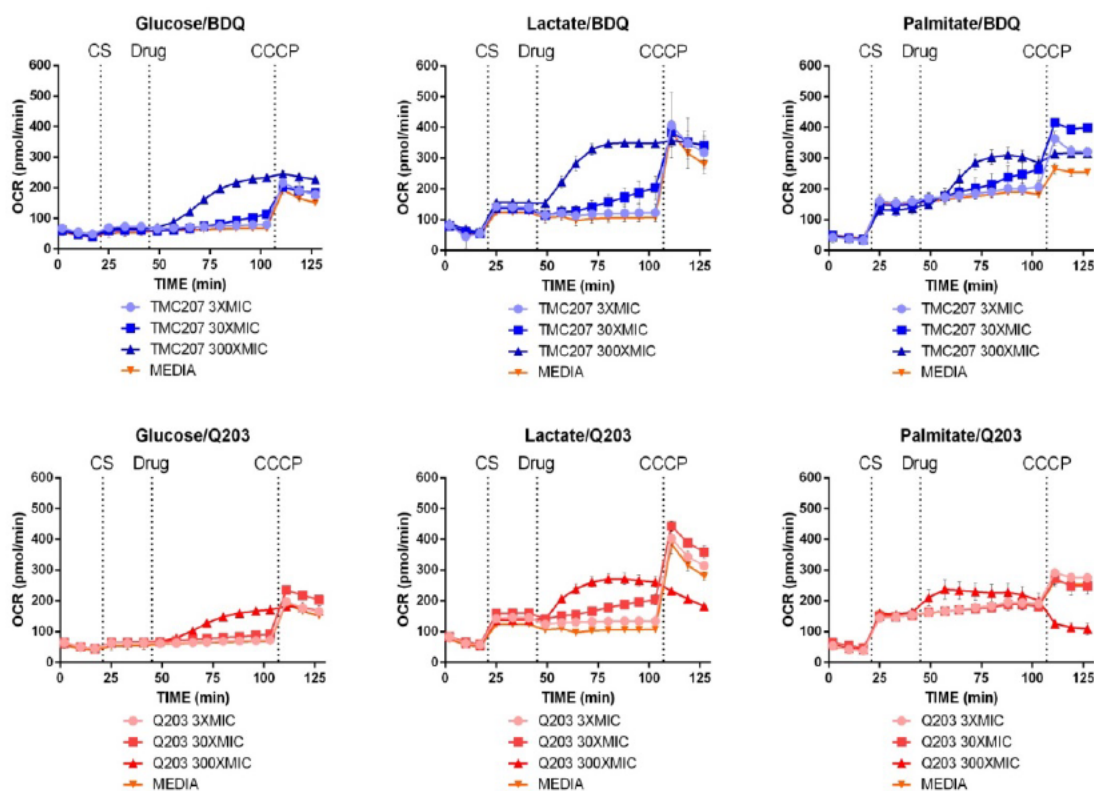 Glucose/BDQ
CS Drug CCCP
OCR (pmol/min)
600
500
400
300
200
100
0
0 25 50 75 100 125
TIME (min)
TMC207 3XMIC
TMC207 30XMIC
TMC207 300XMIC
MEDIA
Lactate/BDQ
CS Drug CCCP
OCR (pmol/min)
600
500
400
300
200
100
0
0 25 50 75 100 125
TIME (min)
TMC207 3XMIC
TMC207 30XMIC
TMC207 300XMIC
MEDIA
Palmitate/BDQ
CS Drug CCCP
OCR (pmol/min)
600
500
400
300
200
100
0
0 25 50 75 100 125
TIME (min)
TMC207 3XMIC
TMC207 30XMIC
TMC207 300XMIC
MEDIA
Glucose/Q203
CS Drug CCCP
OCR (pmol/min)
600
500
400
300
200
100
0
0 25 50 75 100 125
TIME (min)
Q203 3XMIC
Q203 30XMIC
Q203 300XMIC
MEDIA
Lactate/Q203
CS Drug CCCP
OCR (pmol/min)
600
500
400
300
200
100
0
0 25 50 75 100 125
TIME (min)
Q203 3XMIC
Q203 30XMIC
Q203 300XMIC
MEDIA
Palmitate/Q203
CS Drug CCCP
OCR (pmol/min)
600
500
400
300
200
100
0
0 25 50 75 100 125
TIME (min)
Q203 3XMIC
Q203 30XMIC
Q203 300XMIC
MEDIA